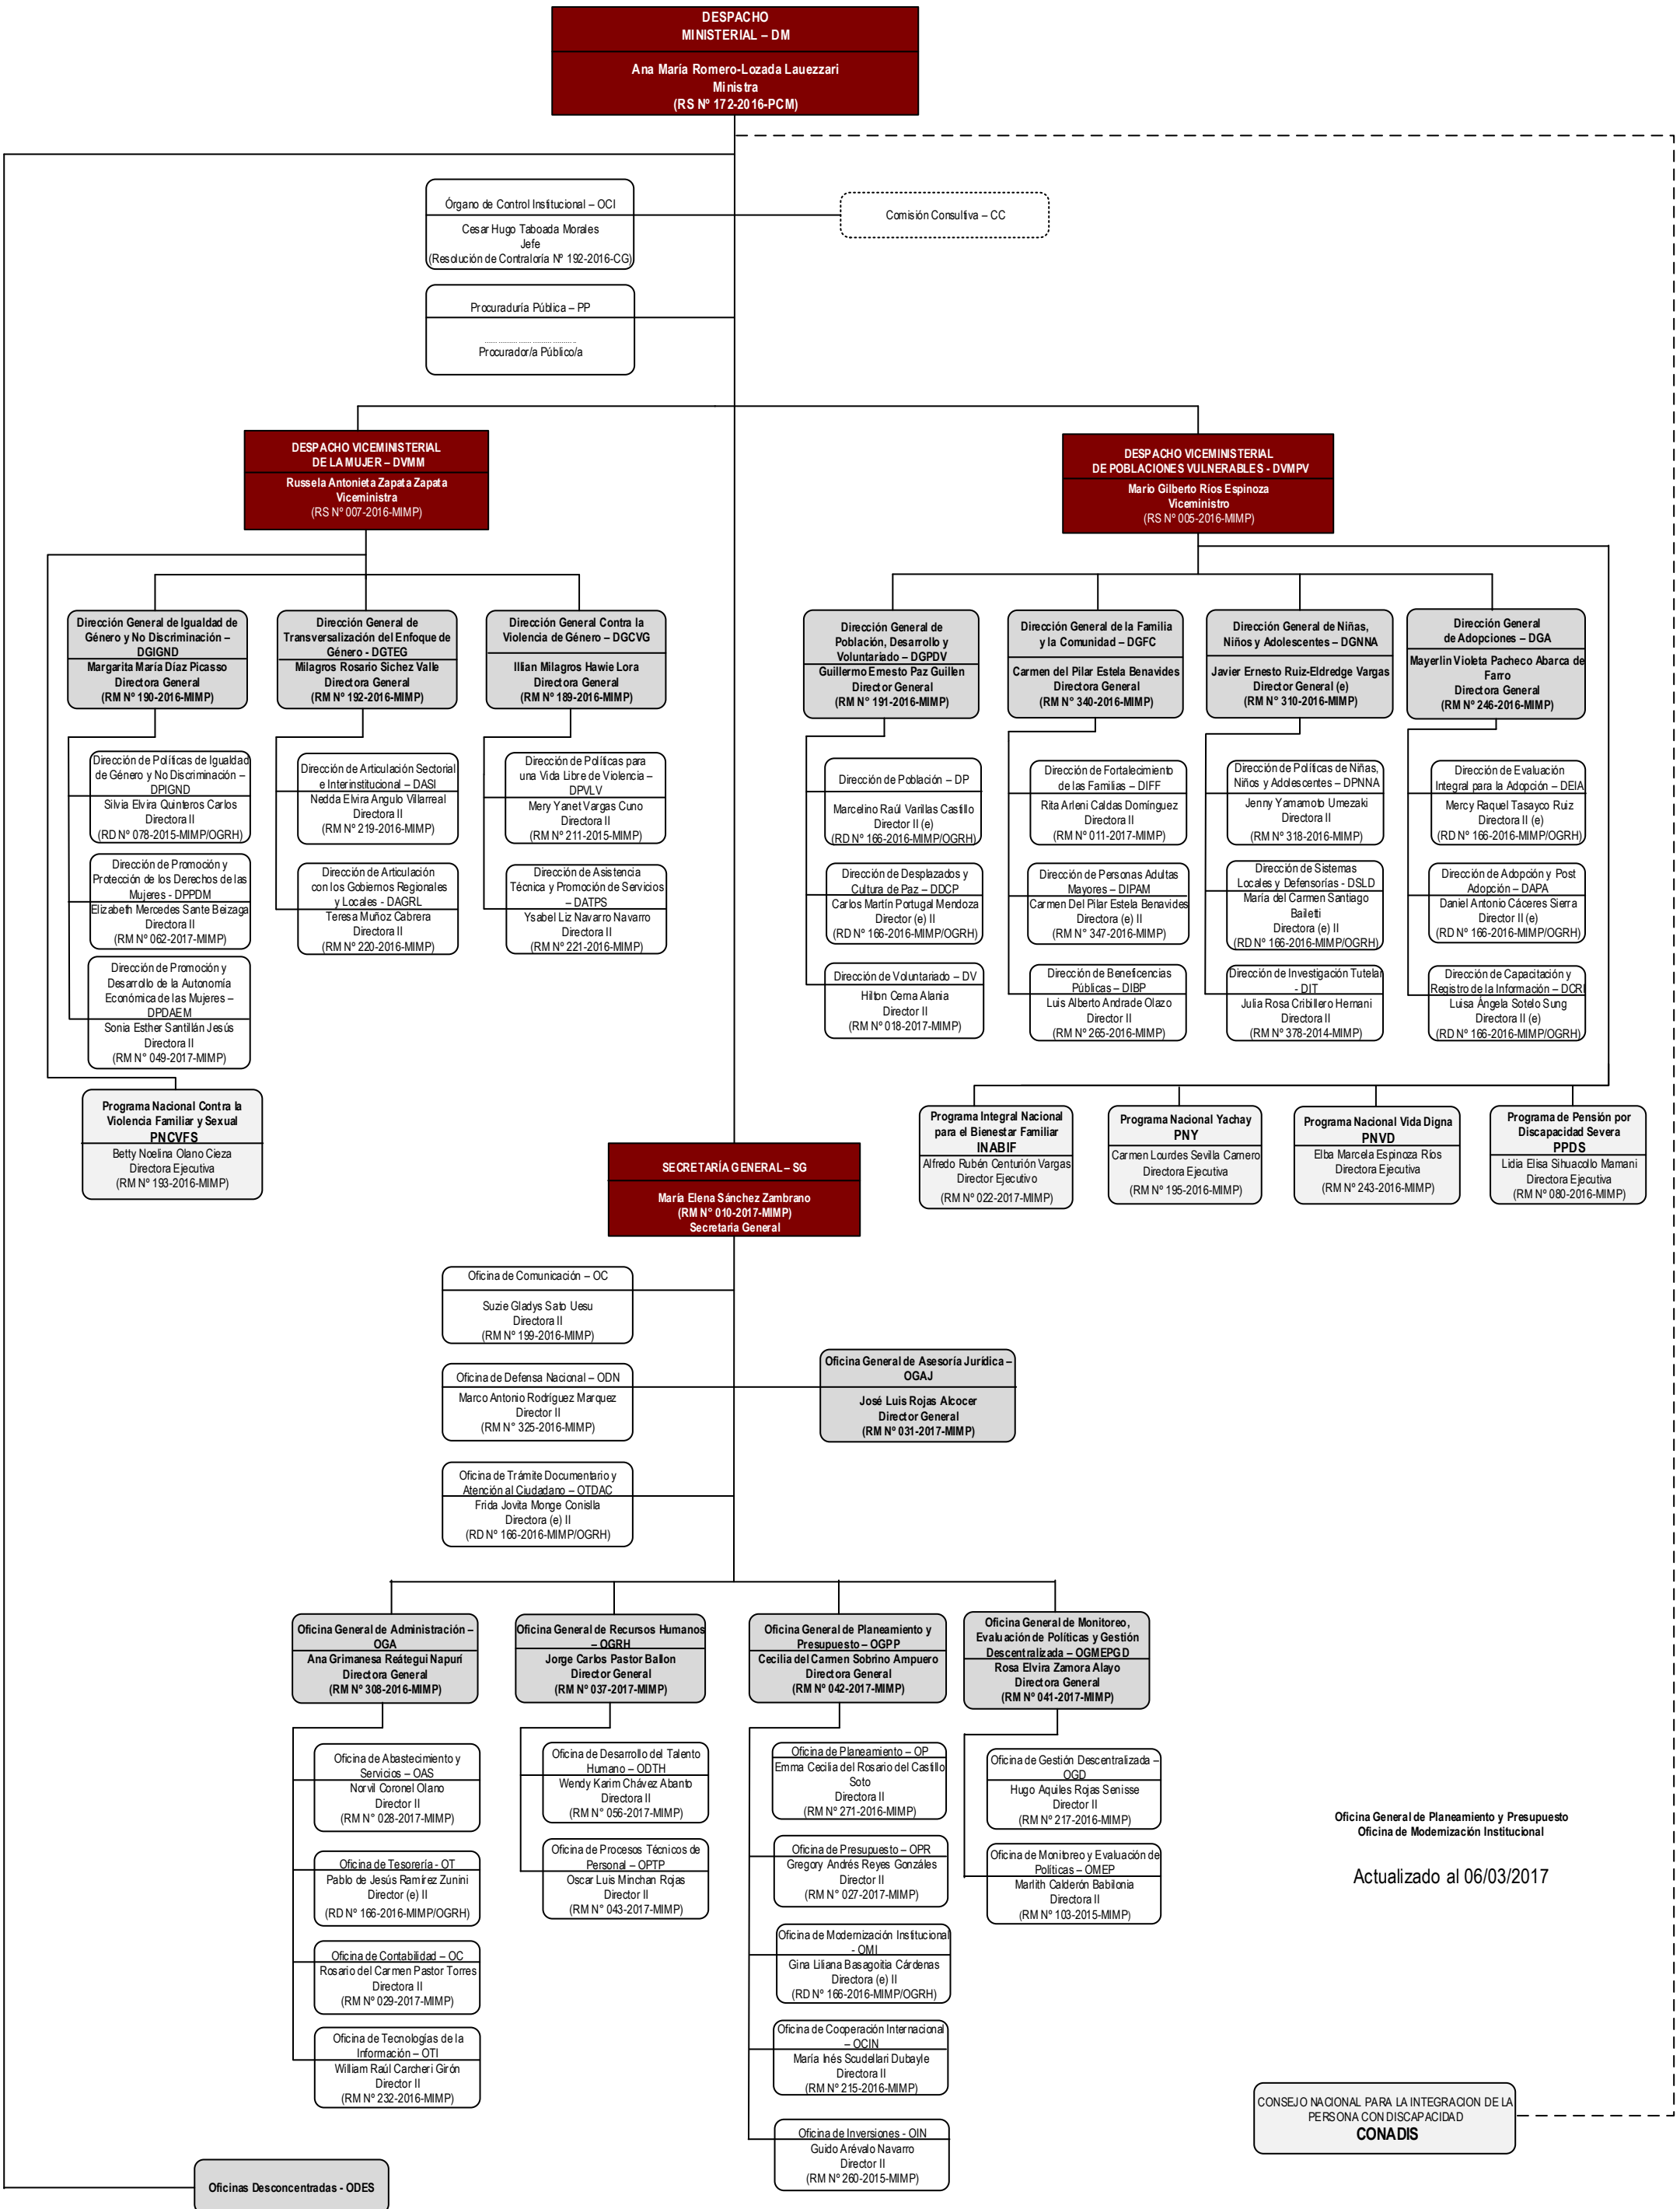 DESPACHO
MINISTERIAL – DM
Ana María Romero-Lozada Lauezzari
Ministra
(RS Nº 172-2016-PCM)
Órgano de Control Institucional – OCI
Cesar Hugo Taboada Morales
Jefe
(Resolución de Contraloría Nº 192-2016-CG)
Comisión Consultiva – CC
Procuraduría Pública – PP
........................................
Procurador/a Público/a
DESPACHO VICEMINISTERIAL
DE LA MUJER – DVMM
Russela Antonieta Zapata Zapata
Viceministra
(RS Nº 007-2016-MIMP)
DESPACHO VICEMINISTERIAL
DE POBLACIONES VULNERABLES - DVMPV
Mario Gilberto Ríos Espinoza
Viceministro
(RS Nº 005-2016-MIMP)
Dirección General de Igualdad de
Género y No Discriminación –
DGIGND
Margarita María Díaz Picasso
Directora General
(RM Nº 190-2016-MIMP)
Dirección General de
Transversalización del Enfoque de
Género - DGTEG
Milagros Rosario Sichez Valle
Directora General
(RM Nº 192-2016-MIMP)
Dirección General Contra la
Violencia de Género – DGCVG
Illian Milagros Hawie Lora
Directora General
(RM Nº 189-2016-MIMP)
Dirección General de
Población, Desarrollo y
Voluntariado – DGPDV
Guillermo Ernesto Paz Guillen
Director General
(RM Nº 191-2016-MIMP)
Dirección General de la Familia
y la Comunidad – DGFC
Carmen del Pilar Estela Benavides
Directora General
(RM Nº 340-2016-MIMP)
Dirección General de Niñas,
Niños y Adolescentes – DGNNA
Javier Ernesto Ruiz-Eldredge Vargas
Director General (e)
(RM Nº 310-2016-MIMP)
Dirección General
de Adopciones – DGA
Mayerlin Violeta Pacheco Abarca de
Farro
Directora General
(RM Nº 246-2016-MIMP)
Dirección de Políticas de Igualdad
de Género y No Discriminación –
DPIGND
Silvia Elvira Quinteros Carlos
Directora II
(RD Nº 078-2015-MIMP/OGRH)
Dirección de Promoción y
Protección de los Derechos de las
Mujeres - DPPDM
Elizabeth Mercedes Sante Beizaga
Directora II
(RM Nº 062-2017-MIMP)
Dirección de Promoción y
Desarrollo de la Autonomía
Económica de las Mujeres –
DPDAEM
Sonia Esther Santillán Jesús
Directora II
(RM N° 049-2017-MIMP)
Dirección de Articulación Sectorial
e Interinstitucional – DASI
Nedda Elvira Angulo Villarreal
Directora II
(RM Nº 219-2016-MIMP)
Dirección de Articulación
con los Gobiernos Regionales
y Locales - DAGRL
Teresa Muñoz Cabrera
Directora II
(RM Nº 220-2016-MIMP)
Dirección de Políticas para
una Vida Libre de Violencia –
DPVLV
Mery Yanet Vargas Cuno
Directora II
(RM Nº 211-2015-MIMP)
Dirección de Asistencia
Técnica y Promoción de Servicios
– DATPS
Ysabel Liz Navarro Navarro
Directora II
(RM Nº 221-2016-MIMP)
Dirección de Población – DP
Marcelino Raúl Varillas Castillo
Director II (e)
(RD Nº 166-2016-MIMP/OGRH)
Dirección de Desplazados y
Cultura de Paz – DDCP
Carlos Martín Portugal Mendoza
Director (e) II
(RD Nº 166-2016-MIMP/OGRH)
Dirección de Voluntariado – DV
Hilton Cerna Alania
Director II
(RM Nº 018-2017-MIMP)
Dirección de Fortalecimiento
de las Familias – DIFF
Rita Arleni Caldas Domínguez
Directora II
(RM Nº 011-2017-MIMP)
Dirección de Personas Adultas
Mayores – DIPAM
Carmen Del Pilar Estela Benavides
Directora (e) II
(RM Nº 347-2016-MIMP)
Dirección de Beneficencias
Públicas – DIBP
Luis Alberto Andrade Olazo
Director II
(RM Nº 265-2016-MIMP)
Dirección de Políticas de Niñas,
Niños y Adolescentes – DPNNA
Jenny Yamamoto Umezaki
Directora II
(RM Nº 318-2016-MIMP)
Dirección de Sistemas
Locales y Defensorías - DSLD
María del Carmen Santiago
Bailetti
Directora (e) II
(RD Nº 166-2016-MIMP/OGRH)
Dirección de Investigación Tutelar
- DIT
Julia Rosa Cribillero Hernani
Directora II
(RM Nº 378-2014-MIMP)
Dirección de Evaluación
Integral para la Adopción – DEIA
Mercy Raquel Tasayco Ruiz
Directora II (e)
(RD Nº 166-2016-MIMP/OGRH)
Dirección de Adopción y Post
Adopción – DAPA
Daniel Antonio Cáceres Sierra
Director II (e)
(RD Nº 166-2016-MIMP/OGRH)
Dirección de Capacitación y
Registro de la Información – DCRI
Luisa Ángela Sotelo Sung
Directora II (e)
(RD Nº 166-2016-MIMP/OGRH)
Programa Nacional Contra la
Violencia Familiar y Sexual
PNCVFS
Betty Noelina Olano Cieza
Directora Ejecutiva
(RM Nº 193-2016-MIMP)
Programa Integral Nacional
para el Bienestar Familiar
INABIF
Alfredo Rubén Centurión Vargas
Director Ejecutivo
(RM Nº 022-2017-MIMP)
Programa Nacional Yachay
PNY
Carmen Lourdes Sevilla Carnero
Directora Ejecutiva
(RM Nº 195-2016-MIMP)
Programa Nacional Vida Digna
PNVD
Elba Marcela Espinoza Ríos
Directora Ejecutiva
(RM Nº 243-2016-MIMP)
Programa de Pensión por
Discapacidad Severa
PPDS
Lidia Elisa Sihuacollo Mamani
Directora Ejecutiva
(RM Nº 080-2016-MIMP)
SECRETARÍA GENERAL – SG
María Elena Sánchez Zambrano
(RM N° 010-2017-MIMP)
Secretaria General
Oficina de Comunicación – OC
Suzie Gladys Sato Uesu
Directora II
(RM Nº 199-2016-MIMP)
Oficina de Defensa Nacional – ODN
Marco Antonio Rodríguez Marquez
Director II
(RM N° 325-2016-MIMP)
Oficina General de Asesoría Jurídica –
OGAJ
José Luis Rojas Alcocer
Director General
(RM Nº 031-2017-MIMP)
Oficina de Trámite Documentario y
Atención al Ciudadano – OTDAC
Frida Jovita Monge Conislla
Directora (e) II
(RD Nº 166-2016-MIMP/OGRH)
Oficina General de Administración –
OGA
Ana Grimanesa Reátegui Napurí
Directora General
(RM Nº 308-2016-MIMP)
Oficina General de Recursos Humanos
– OGRH
Jorge Carlos Pastor Ballon
Director General
(RM Nº 037-2017-MIMP)
Oficina General de Planeamiento y
Presupuesto – OGPP
Cecilia del Carmen Sobrino Ampuero
Directora General
(RM Nº 042-2017-MIMP)
Oficina General de Monitoreo,
Evaluación de Políticas y Gestión
Descentralizada – OGMEPGD
Rosa Elvira Zamora Alayo
Directora General
(RM Nº 041-2017-MIMP)
Oficina de Abastecimiento y
Servicios – OAS
Norvil Coronel Olano
Director II
(RM N° 028-2017-MIMP)
Oficina de Tesorería - OT
Pablo de Jesús Ramírez Zunini
Director (e) II
(RD Nº 166-2016-MIMP/OGRH)
Oficina de Contabilidad – OC
Rosario del Carmen Pastor Torres
Directora II
(RM Nº 029-2017-MIMP)
Oficina de Tecnologías de la
Información – OTI
William Raúl Carcheri Girón
Director II
(RM Nº 232-2016-MIMP)
Oficina de Desarrollo del Talento
Humano – ODTH
Wendy Karim Chávez Abanto
Directora II
(RM N° 056-2017-MIMP)
Oficina de Procesos Técnicos de
Personal – OPTP
Oscar Luis Minchan Rojas
Director II
(RM N° 043-2017-MIMP)
Oficina de Planeamiento – OP
Emma Cecilia del Rosario del Castillo
Soto
Directora II
(RM N° 271-2016-MIMP)
Oficina de Presupuesto – OPR
Gregory Andrés Reyes Gonzáles
Director II
(RM N° 027-2017-MIMP)
Oficina de Modernización Institucional
- OMI
Gina Liliana Basagoitia Cárdenas
Directora (e) II
(RD N° 166-2016-MIMP/OGRH)
Oficina de Cooperación Internacional
– OCIN
María Inés Scudellari Dubayle
Directora II
(RM Nº 215-2016-MIMP)
Oficina de Inversiones - OIN
Guido Arévalo Navarro
Director II
(RM Nº 260-2015-MIMP)
Oficina de Gestión Descentralizada –
OGD
Hugo Aquiles Rojas Senisse
Director II
(RM Nº 217-2016-MIMP)
Oficina de Monitoreo y Evaluación de
Políticas – OMEP
Marlith Calderón Babilonia
Directora II
(RM Nº 103-2015-MIMP)
Oficina General de Planeamiento y Presupuesto
Oficina de Modernización Institucional
Actualizado al 06/03/2017
CONSEJO NACIONAL PARA LA INTEGRACION DE LA
PERSONA CON DISCAPACIDAD
CONADIS
Oficinas Desconcentradas - ODES